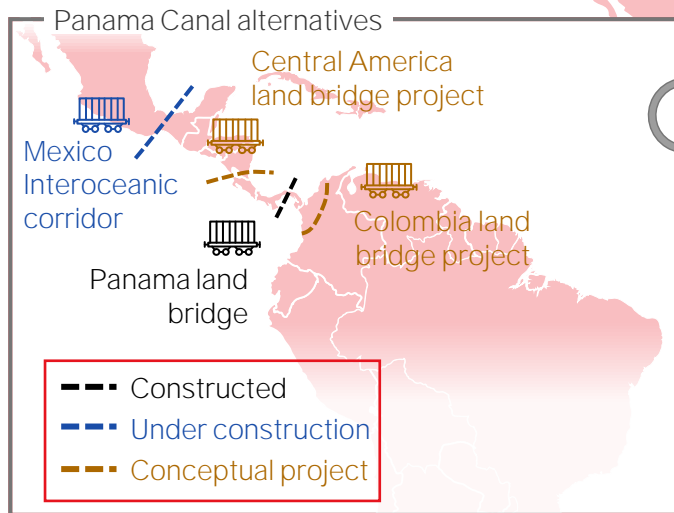 Panama Canal alternatives
Central America
land bridge project
Mexico
Interoceanic
corridor
Colombia land
bridge project
Panama land
bridge
Constructed
Under construction
Conceptual project